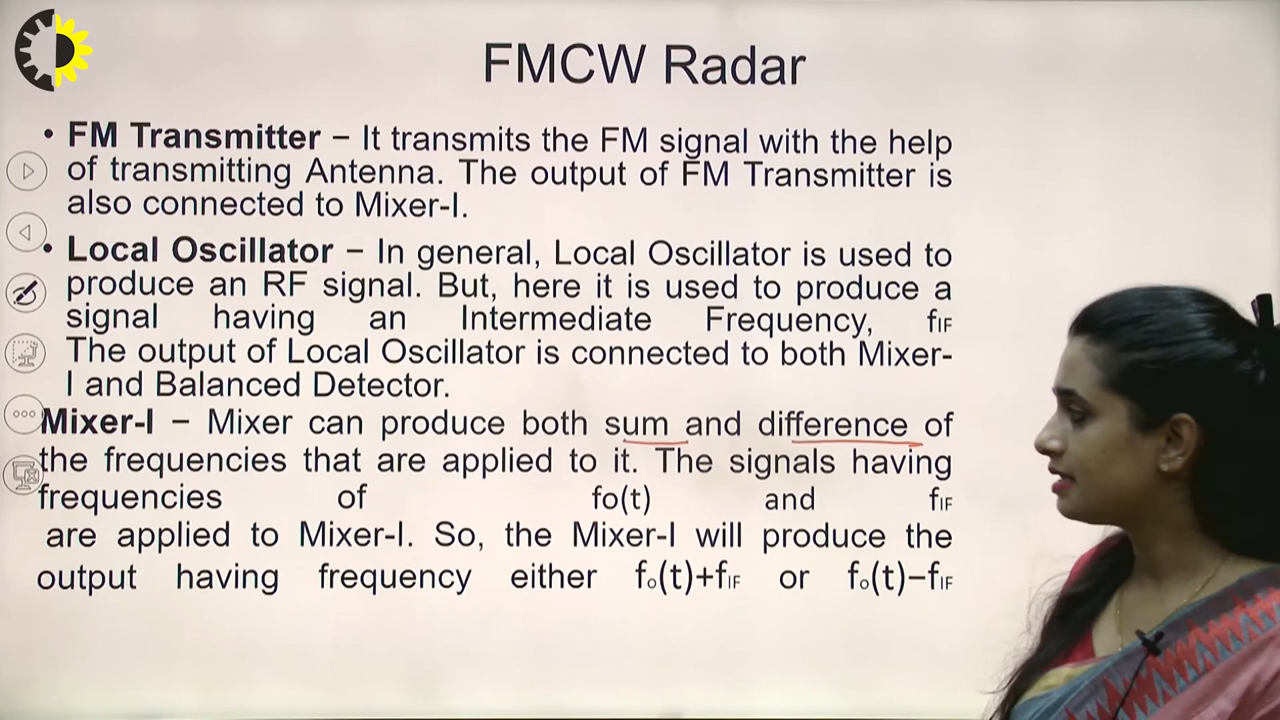 FMCW Radar
• FM Transmitter – It transmits the FM signal with the help
of transmitting Antenna. The output of FM Transmitter is
also connected to Mixer-I.
• Local Oscillator – In general, Local Oscillator is used to
produce an RF signal. But, here it is used to produce a
signal having an Intermediate Frequency, fIF
The output of Local Oscillator is connected to both Mixer-
I and Balanced Detector.
Mixer-I – Mixer can produce both sum and difference of
the frequencies that are applied to it. The signals having
frequencies of fo(t) and fIF
are applied to Mixer-I. So, the Mixer-I will produce the
output having frequency either fo(t)+fIF or fo(t)−fIF